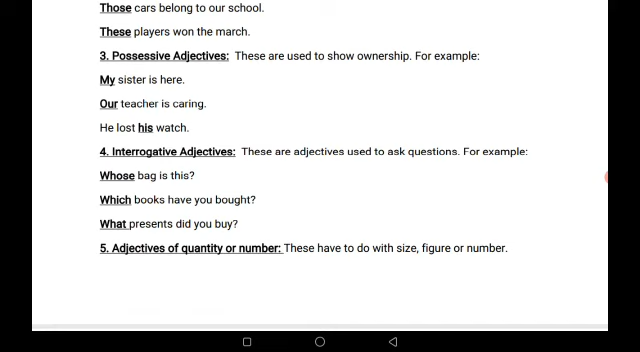 Those cars belong to our school.
These players won the march.
3. Possessive Adjectives: These are used to show ownership. For example:
My sister is here.
Our teacher is caring.
He lost his watch.
4. Interrogative Adjectives: These are adjectives used to ask questions. For example:
Whose bag is this?
Which books have you bought?
What presents did you buy?
5. Adjectives of quantity or number: These have to do with size, figure or number.